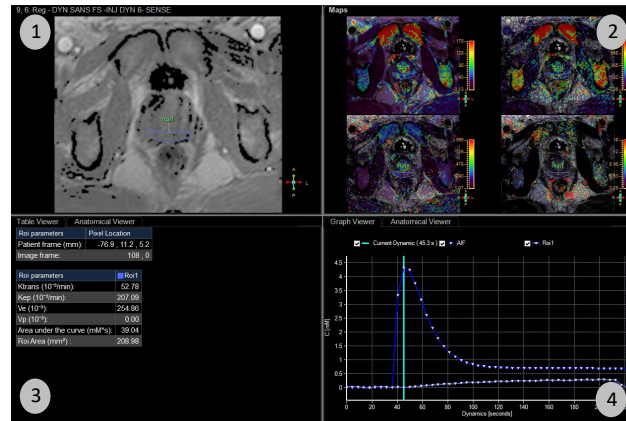 9, 6: Reg - DYN SANS FS -INJ DYN 6- SENSE
1
Roi1
L
Maps
2
Table Viewer Anatomical Viewer
Roi parameters Pixel Location
Patient frame (mm): -76.9 , 11.2 , 5.2
Image frame: 108 , 0
Roi parameters Roi1
Ktrans (10⁻³/min): 52.78
Kep (10⁻³/min): 207.09
Ve (10⁻³): 254.86
Vp (10⁻³): 0.00
Area under the curve (mM*s): 39.04
Roi Area (mm²) : 208.98
3
Graph Viewer Anatomical Viewer
Current Dynamic ( 45.3 s ) AIF Roi1
C [mM]
4.5
4
3.5
3
2.5
2
1.5
1
0.5
0
0 20 40 60 80 100 120 140 160 180 200
Dynamics [seconds]
4